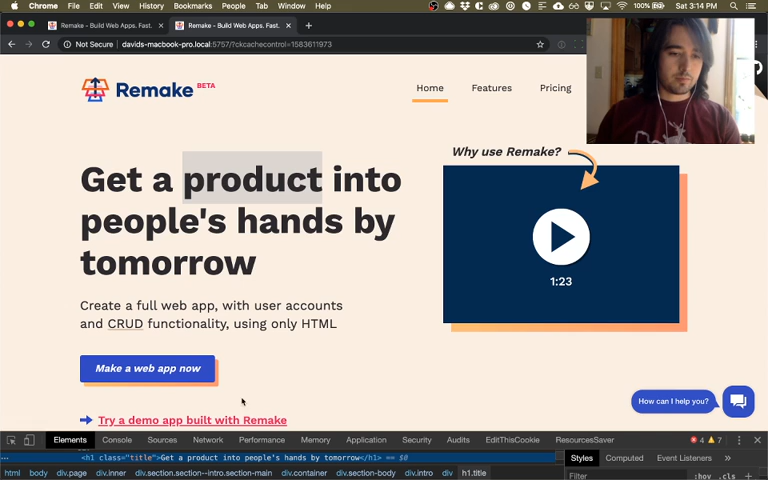 Chrome File Edit View History Bookmarks People Tab Window Help 100% Sat 3:14 PM
Remake - Build Web Apps. Fast. × Remake - Build Web Apps. Fast. × +
Not Secure | davids-macbook-pro.local:5757/?ckcachecontrol=1583611973
Remake BETA
Home Features Pricing
Why use Remake?
Get a product into
people's hands by
tomorrow
1:23
Create a full web app, with user accounts
and CRUD functionality, using only HTML
Make a web app now
How can I help you?
Try a demo app built with Remake
Elements Console Sources Network Performance Memory Application Security Audits EditThisCookie ResourcesSaver 4 7
<h1 class="title">Get a product into people's hands by tomorrow</h1> == $0
Styles Computed Event Listeners »
html body div.page div.inner div.section.section--intro.section-main div.container div.section-body div.intro div h1.title
Filter :hov .cls